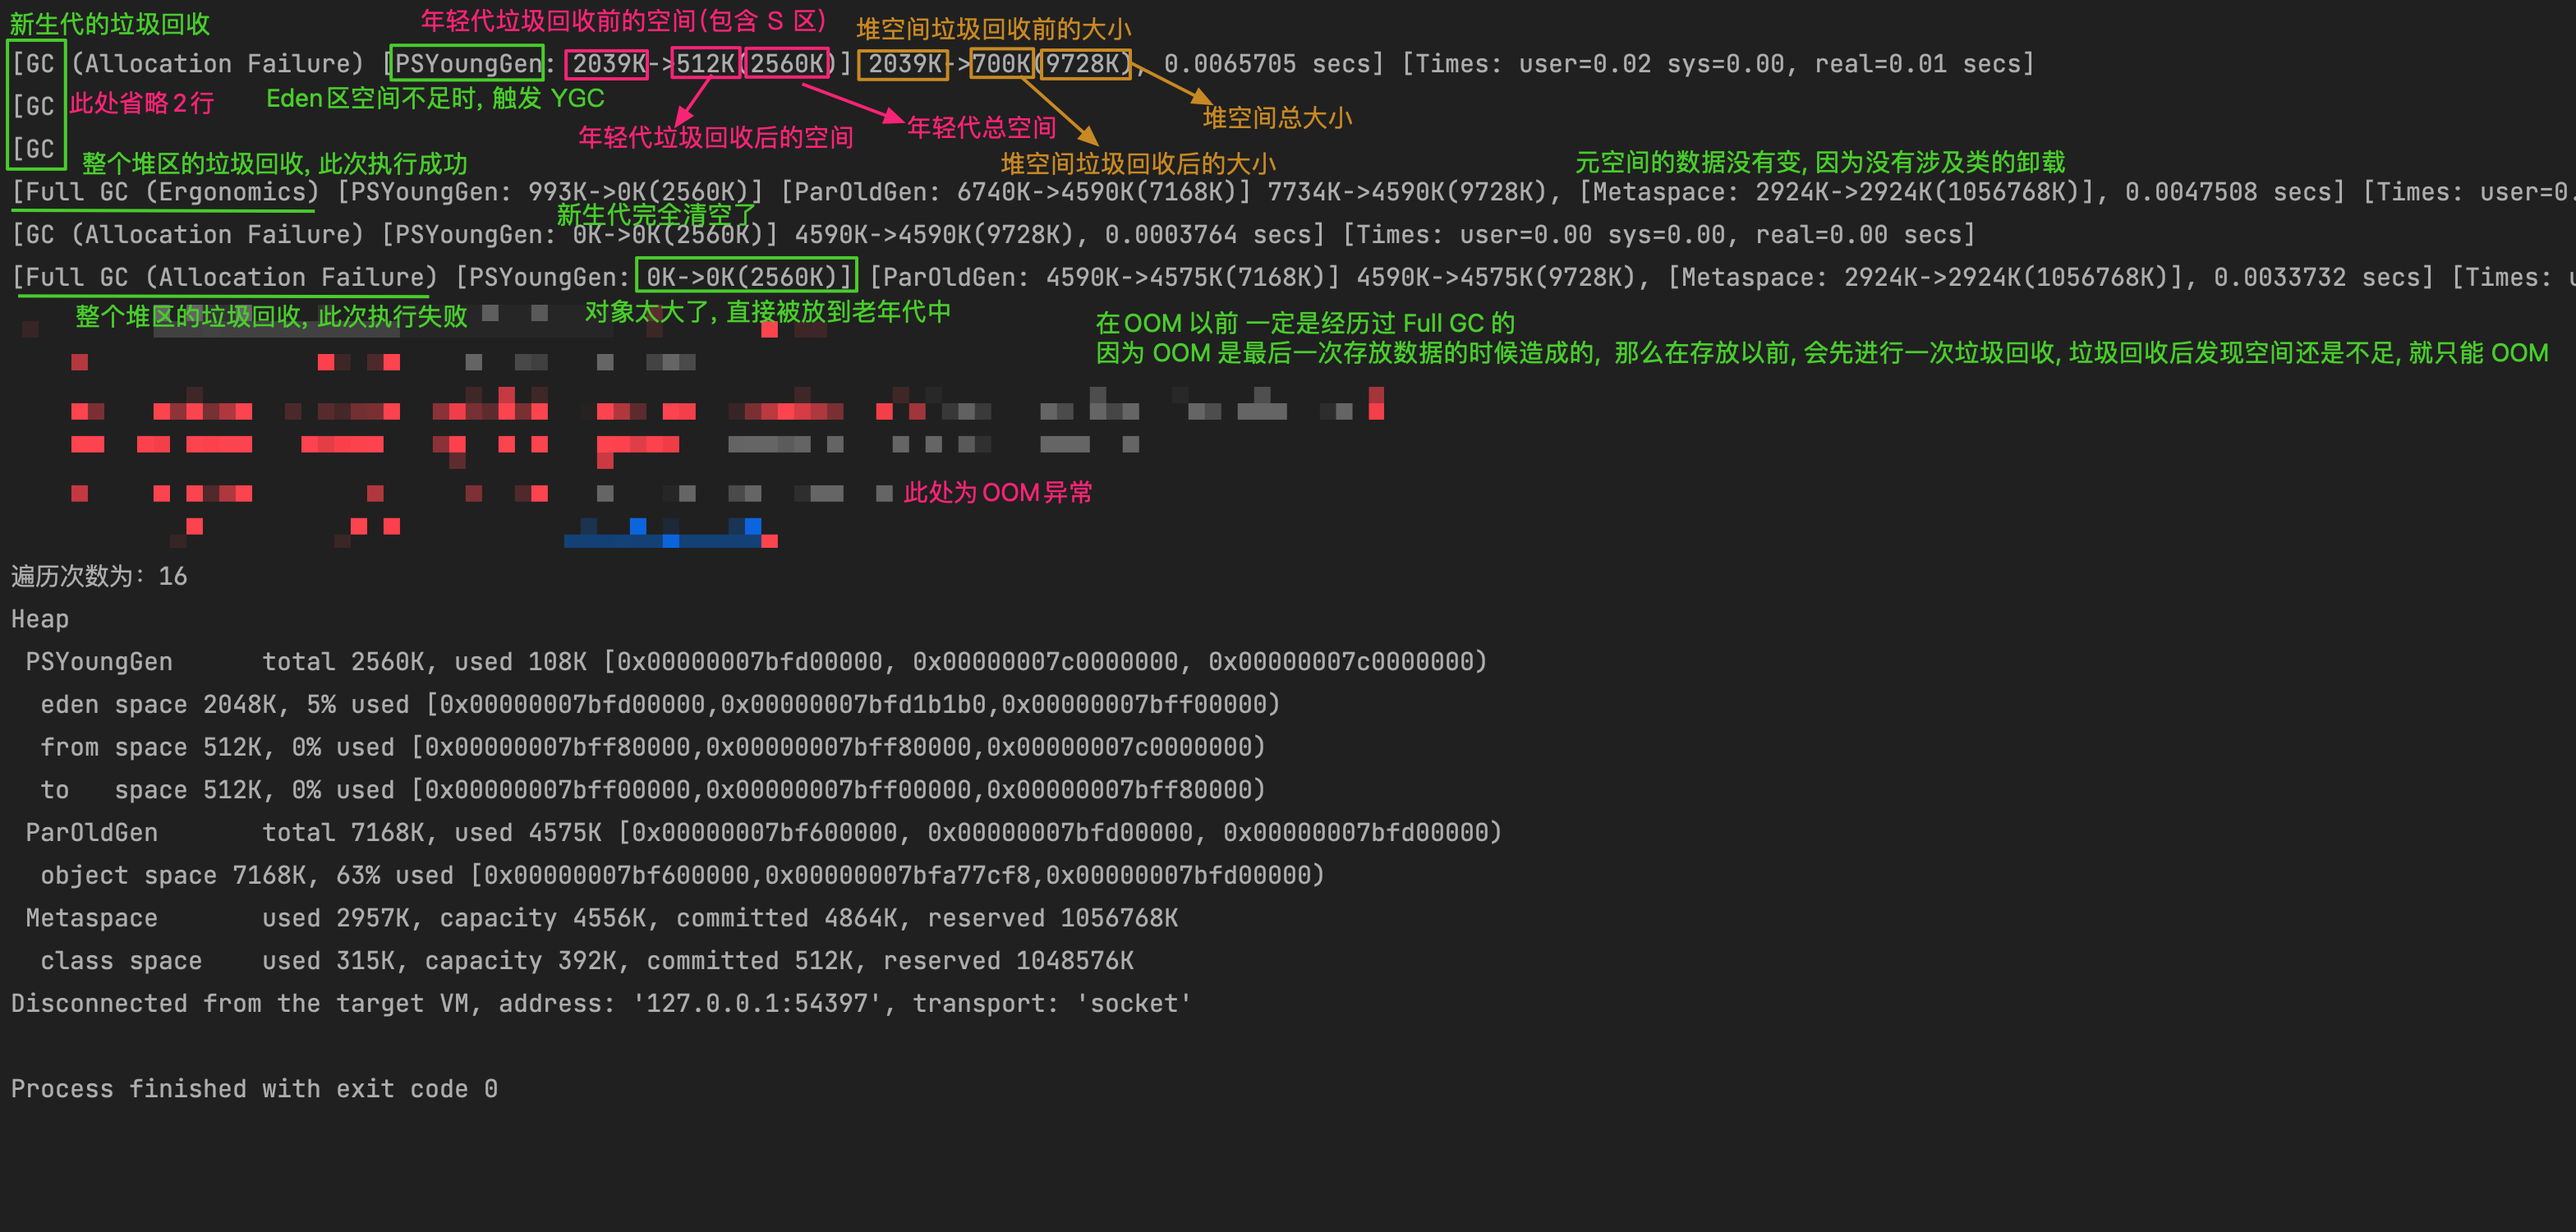 新生代的垃圾回收
年轻代垃圾回收前的空间(包含 S 区)
堆空间垃圾回收前的大小
[GC (Allocation Failure) [PSYoungGen: 2039K->512K(2560K)] 2039K->700K(9728K), 0.0065705 secs] [Times: user=0.02 sys=0.00, real=0.01 secs]
[GC 此处省略2行
Eden区空间不足时, 触发 YGC
堆空间总大小
年轻代垃圾回收后的空间
年轻代总空间
[GC
整个堆区的垃圾回收, 此次执行成功
堆空间垃圾回收后的大小
元空间的数据没有变, 因为没有涉及类的卸载
[Full GC (Ergonomics) [PSYoungGen: 993K->0K(2560K)] [ParOldGen: 6740K->4590K(7168K)] 7734K->4590K(9728K), [Metaspace: 2924K->2924K(1056768K)], 0.0047508 secs] [Times: user=0.
新生代完全清空了
[GC (Allocation Failure) [PSYoungGen: 0K->0K(2560K)] 4590K->4590K(9728K), 0.0003764 secs] [Times: user=0.00 sys=0.00, real=0.00 secs]
[Full GC (Allocation Failure) [PSYoungGen: 0K->0K(2560K)] [ParOldGen: 4590K->4575K(7168K)] 4590K->4575K(9728K), [Metaspace: 2924K->2924K(1056768K)], 0.0033732 secs] [Times: u
整个堆区的垃圾回收, 此次执行失败
对象太大了, 直接被放到老年代中
在OOM 以前 一定是经历过 Full GC 的
因为 OOM 是最后一次存放数据的时候造成的, 那么在存放以前, 会先进行一次垃圾回收, 垃圾回收后发现空间还是不足, 就只能 OOM
此处为OOM异常
遍历次数为: 16
Heap
PSYoungGen total 2560K, used 108K [0x00000007bfd00000, 0x00000007c0000000, 0x00000007c0000000)
eden space 2048K, 5% used [0x00000007bfd00000,0x00000007bfd1b1b0,0x00000007bff00000)
from space 512K, 0% used [0x00000007bff80000,0x00000007bff80000,0x00000007c0000000)
to space 512K, 0% used [0x00000007bff00000,0x00000007bff00000,0x00000007bff80000)
ParOldGen total 7168K, used 4575K [0x00000007bf600000, 0x00000007bfd00000, 0x00000007bfd00000)
object space 7168K, 63% used [0x00000007bf600000,0x00000007bfa77cf8,0x00000007bfd00000)
Metaspace used 2957K, capacity 4556K, committed 4864K, reserved 1056768K
class space used 315K, capacity 392K, committed 512K, reserved 1048576K
Disconnected from the target VM, address: '127.0.0.1:54397', transport: 'socket'
Process finished with exit code 0